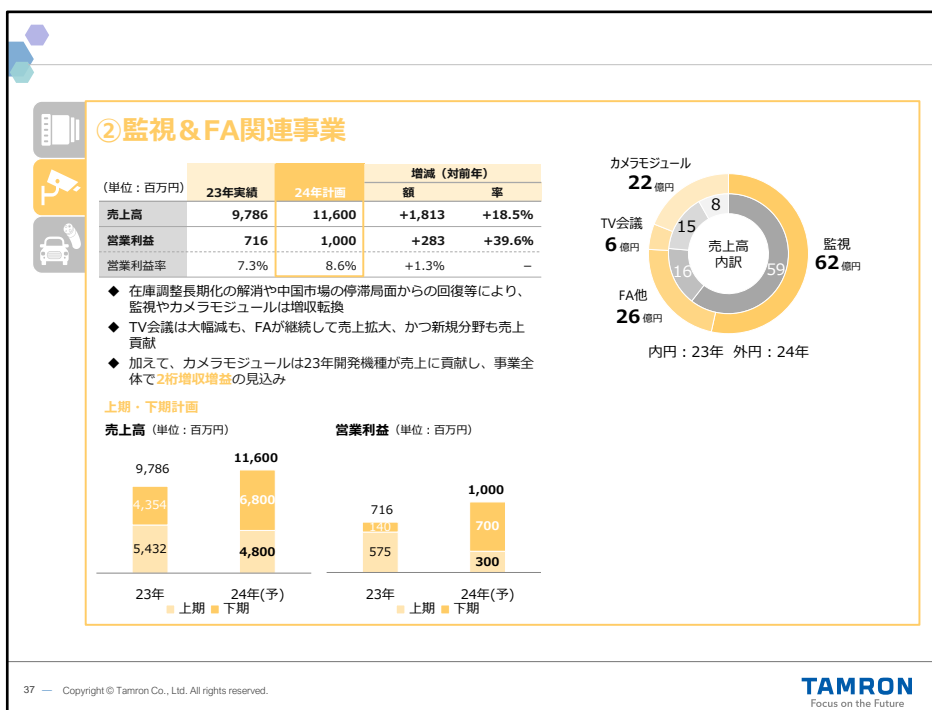 ②監視＆FA関連事業
（単位：百万円） 23年実績 24年計画 増減（対前年）
額 率
売上高 9,786 11,600 +1,813 +18.5%
営業利益 716 1,000 +283 +39.6%
営業利益率 7.3% 8.6% +1.3% −
◆ 在庫調整長期化の解消や中国市場の停滞局面からの回復等により、
監視やカメラモジュールは増収転換
◆ TV会議は大幅減も、FAが継続して売上拡大、かつ新規分野も売上
貢献
◆ 加えて、カメラモジュールは23年開発機種が売上に貢献し、事業全
体で2桁増収増益の見込み
カメラモジュール
22億円
TV会議
6億円
FA他
26億円
監視
62億円
8
15
16
59
売上高
内訳
内円：23年 外円：24年
上期・下期計画
売上高（単位：百万円）
9,786
11,600
4,354
6,800
5,432
4,800
23年 24年(予)
上期 下期
営業利益（単位：百万円）
716
1,000
140
700
575
300
23年 24年(予)
上期 下期
37 — Copyright © Tamron Co., Ltd. All rights reserved.
TAMRON
Focus on the Future